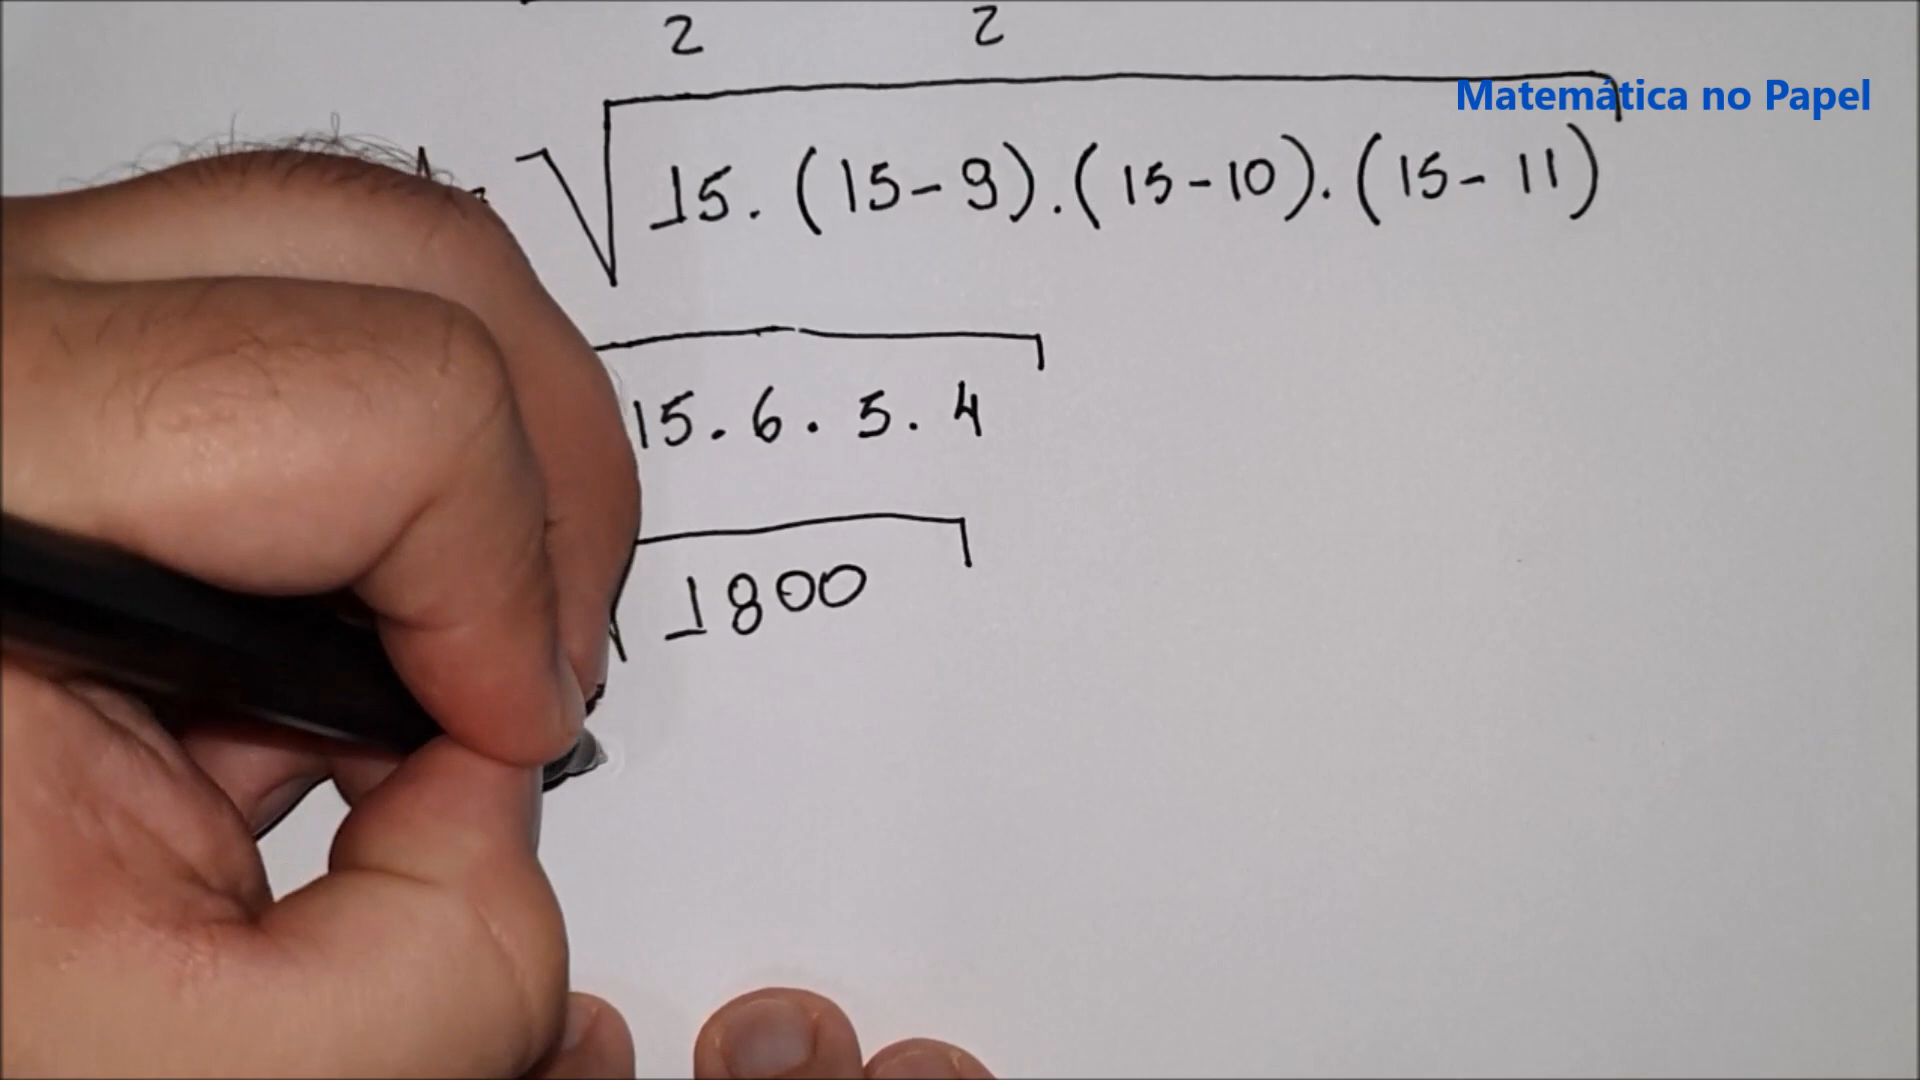 2 2
Matemática no Papel
√15.(15-9).(15-10).(15-11)
15.6.5.4
√1800